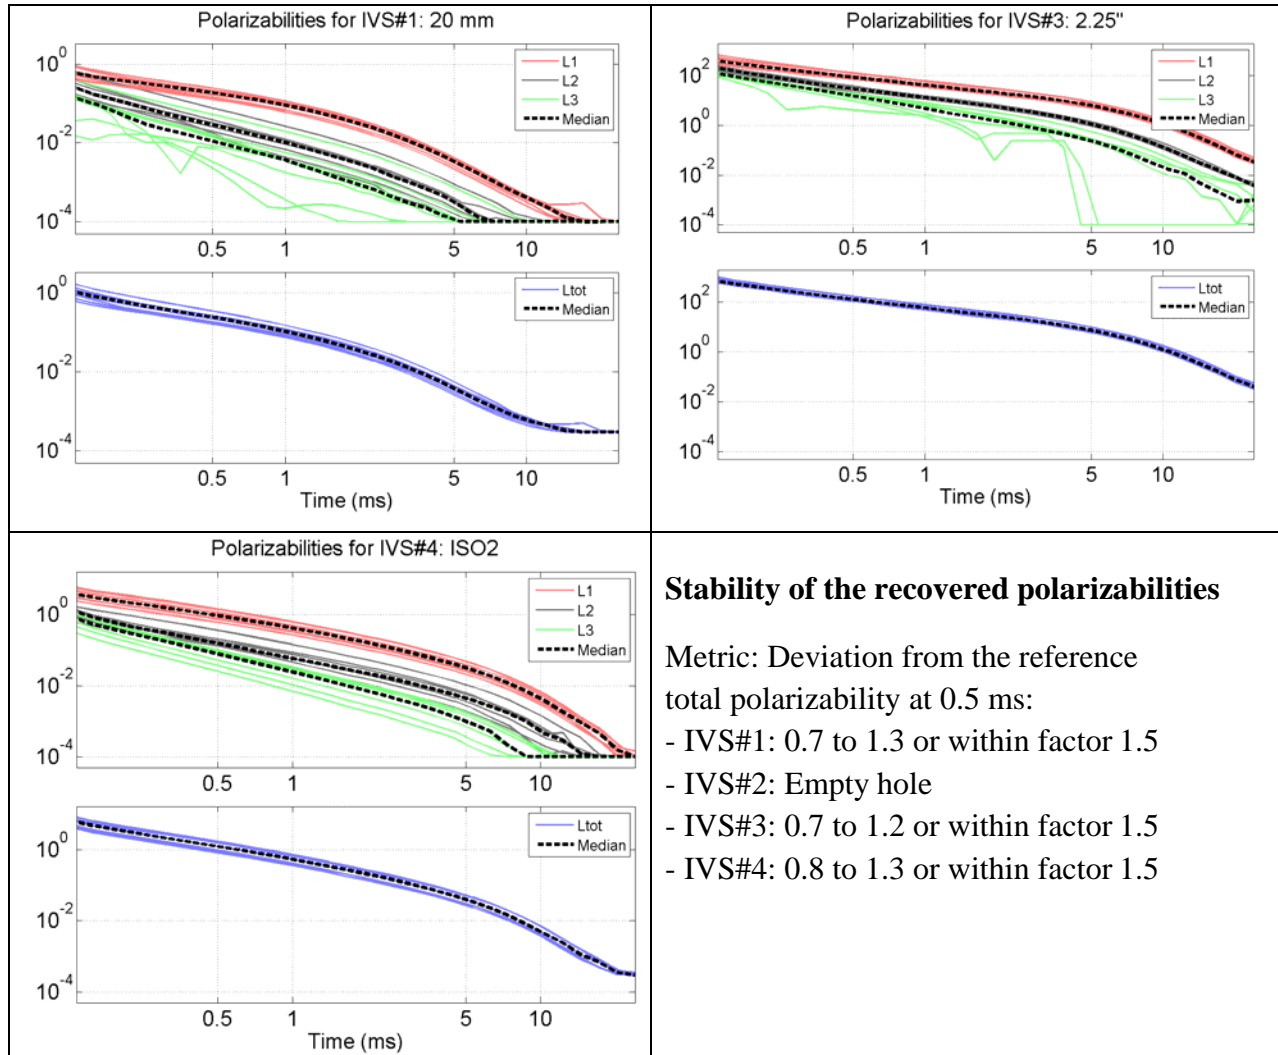 Polarizabilities for IVS#1: 20 mm
10^0
10^-2
10^-4
L1
L2
L3
Median
0.5 1 5 10
10^0
10^-2
10^-4
Ltot
Median
0.5 1 5 10
Time (ms)
Polarizabilities for IVS#3: 2.25"
10^2
10^0
10^-2
10^-4
L1
L2
L3
Median
0.5 1 5 10
10^2
10^0
10^-2
10^-4
Ltot
Median
0.5 1 5 10
Time (ms)
Polarizabilities for IVS#4: ISO2
10^0
10^-2
10^-4
L1
L2
L3
Median
0.5 1 5 10
10^0
10^-2
10^-4
Ltot
Median
0.5 1 5 10
Time (ms)
Stability of the recovered polarizabilities
Metric: Deviation from the reference
total polarizability at 0.5 ms:
- IVS#1: 0.7 to 1.3 or within factor 1.5
- IVS#2: Empty hole
- IVS#3: 0.7 to 1.2 or within factor 1.5
- IVS#4: 0.8 to 1.3 or within factor 1.5